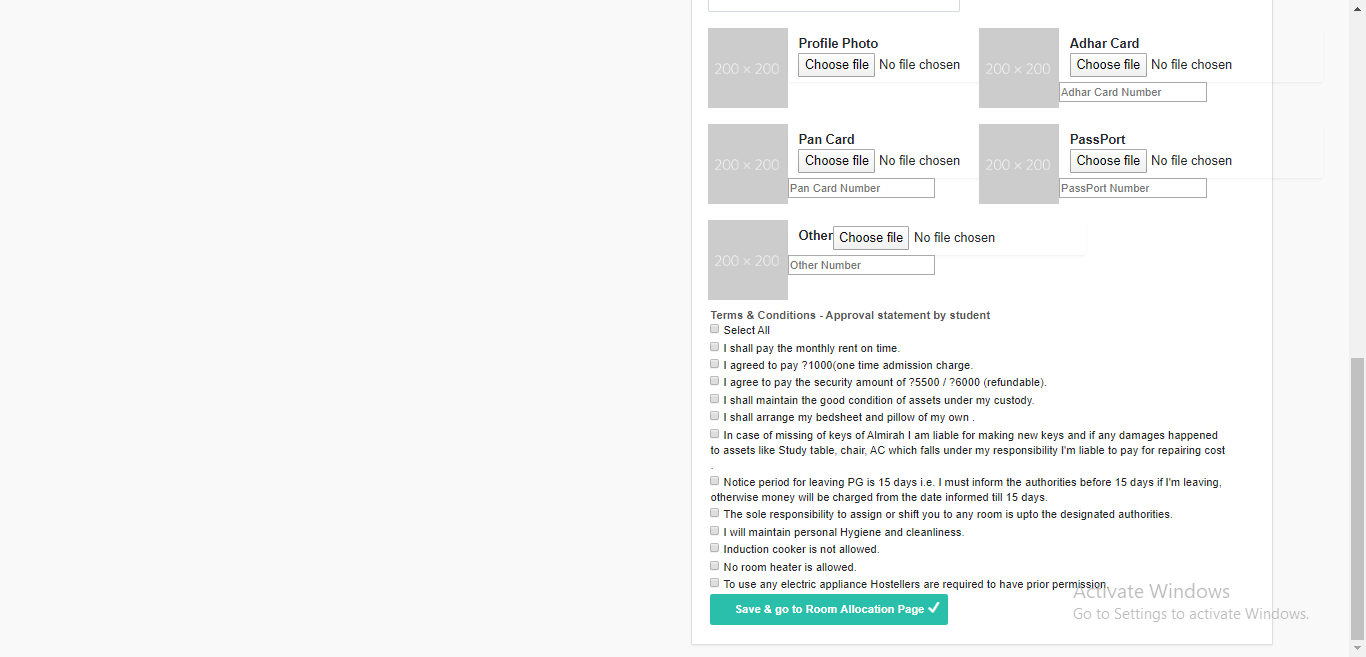 200 × 200
Profile Photo
Choose file No file chosen
200 × 200
Adhar Card
Choose file No file chosen
Adhar Card Number
200 × 200
Pan Card
Choose file No file chosen
Pan Card Number
200 × 200
PassPort
Choose file No file chosen
PassPort Number
200 × 200
Other Choose file No file chosen
Other Number
Terms & Conditions - Approval statement by student
Select All
I shall pay the monthly rent on time.
I agreed to pay ?1000(one time admission charge.
I agree to pay the security amount of ?5500 / ?6000 (refundable).
I shall maintain the good condition of assets under my custody.
I shall arrange my bedsheet and pillow of my own .
In case of missing of keys of Almirah I am liable for making new keys and if any damages happened
to assets like Study table, chair, AC which falls under my responsibility I'm liable to pay for repairing cost
.
Notice period for leaving PG is 15 days i.e. I must inform the authorities before 15 days if I'm leaving,
otherwise money will be charged from the date informed till 15 days.
The sole responsibility to assign or shift you to any room is upto the designated authorities.
I will maintain personal Hygiene and cleanliness.
Induction cooker is not allowed.
No room heater is allowed.
To use any electric appliance Hostellers are required to have prior permission
Save & go to Room Allocation Page
Activate Windows
Go to Settings to activate Windows.